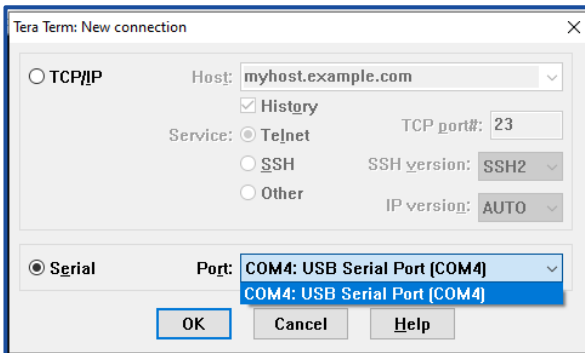 Tera Term: New connection
TCP/IP
Host: myhost.example.com
History
Service: Telnet
TCP port#: 23
SSH
SSH version: SSH2
Other
IP version: AUTO
Serial
Port: COM4: USB Serial Port (COM4)
COM4: USB Serial Port (COM4)
OK
Cancel
Help